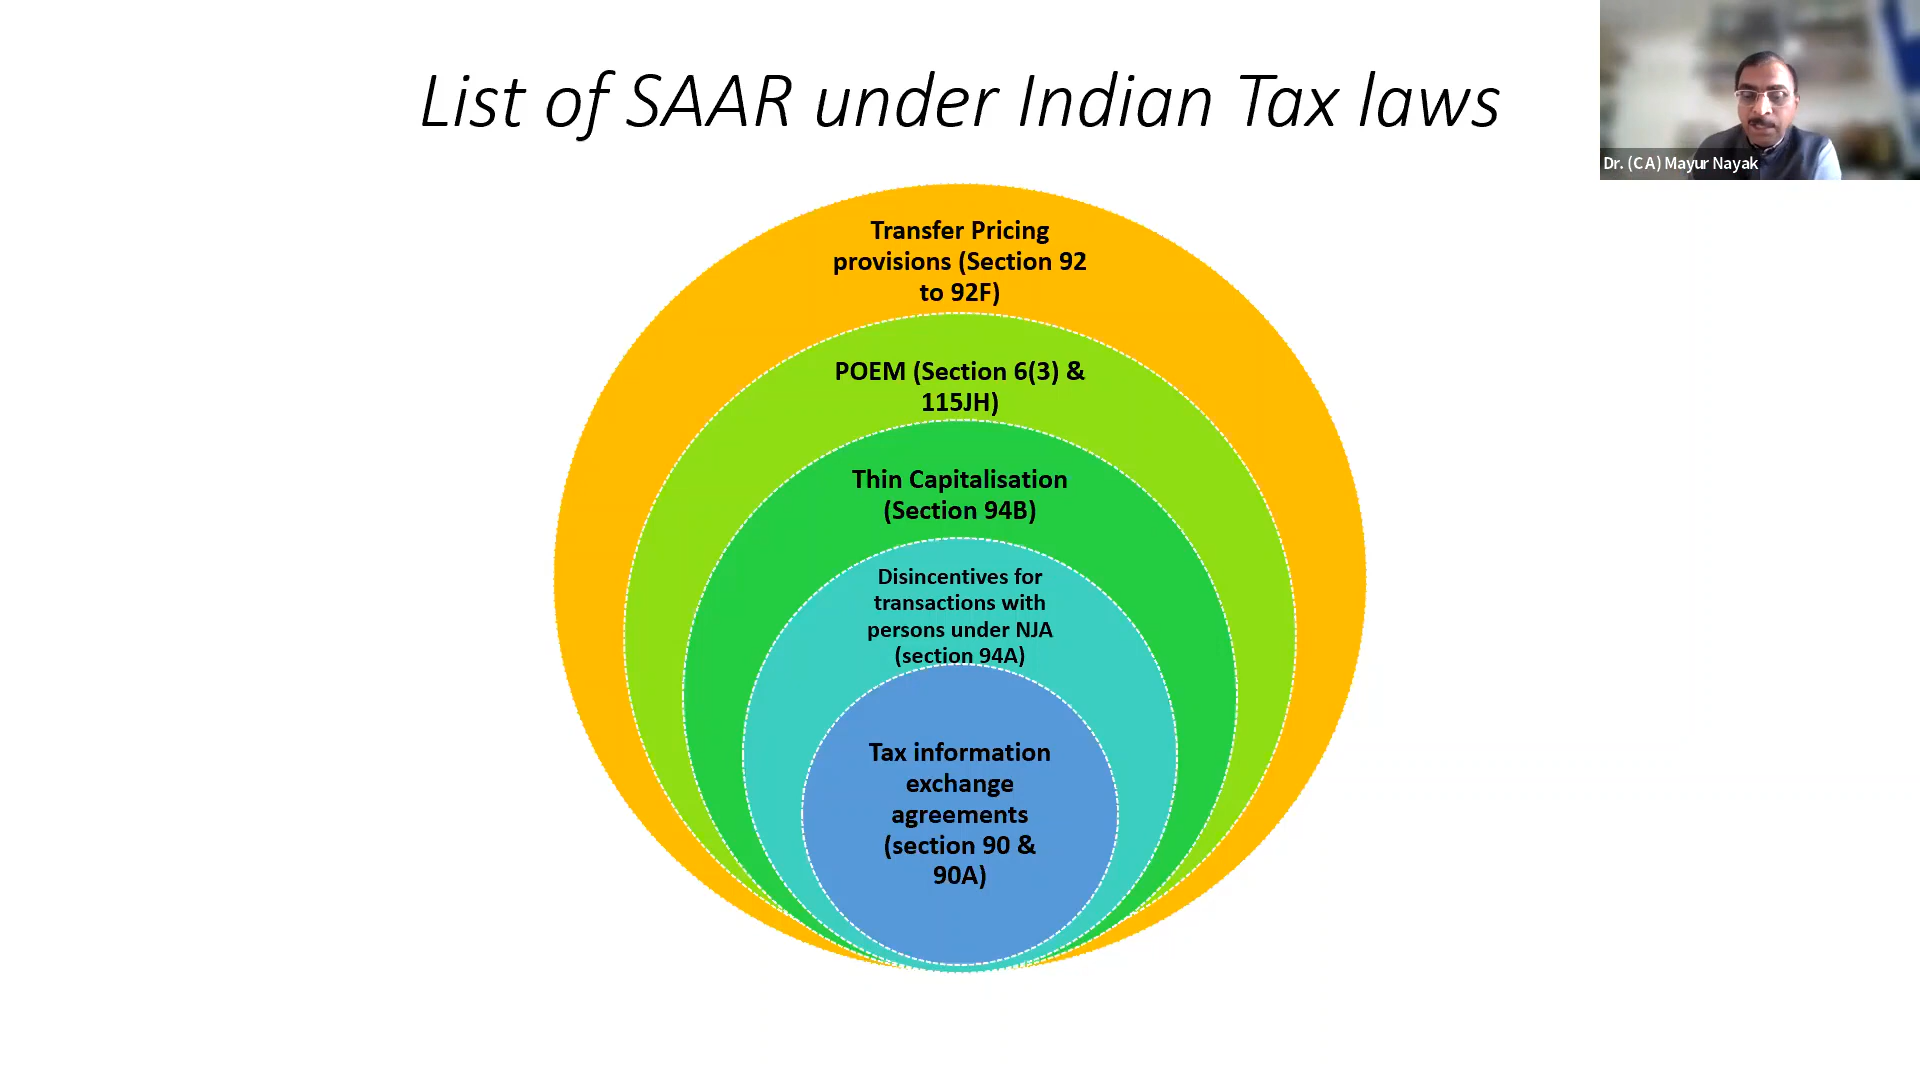 List of SAAR under Indian Tax laws
Dr. (CA) Mayur Nayak
Transfer Pricing
provisions (Section 92
to 92F)
POEM (Section 6(3) &
115JH)
Thin Capitalisation
(Section 94B)
Disincentives for
transactions with
persons under NJA
(section 94A)
Tax information
exchange
agreements
(section 90 &
90A)